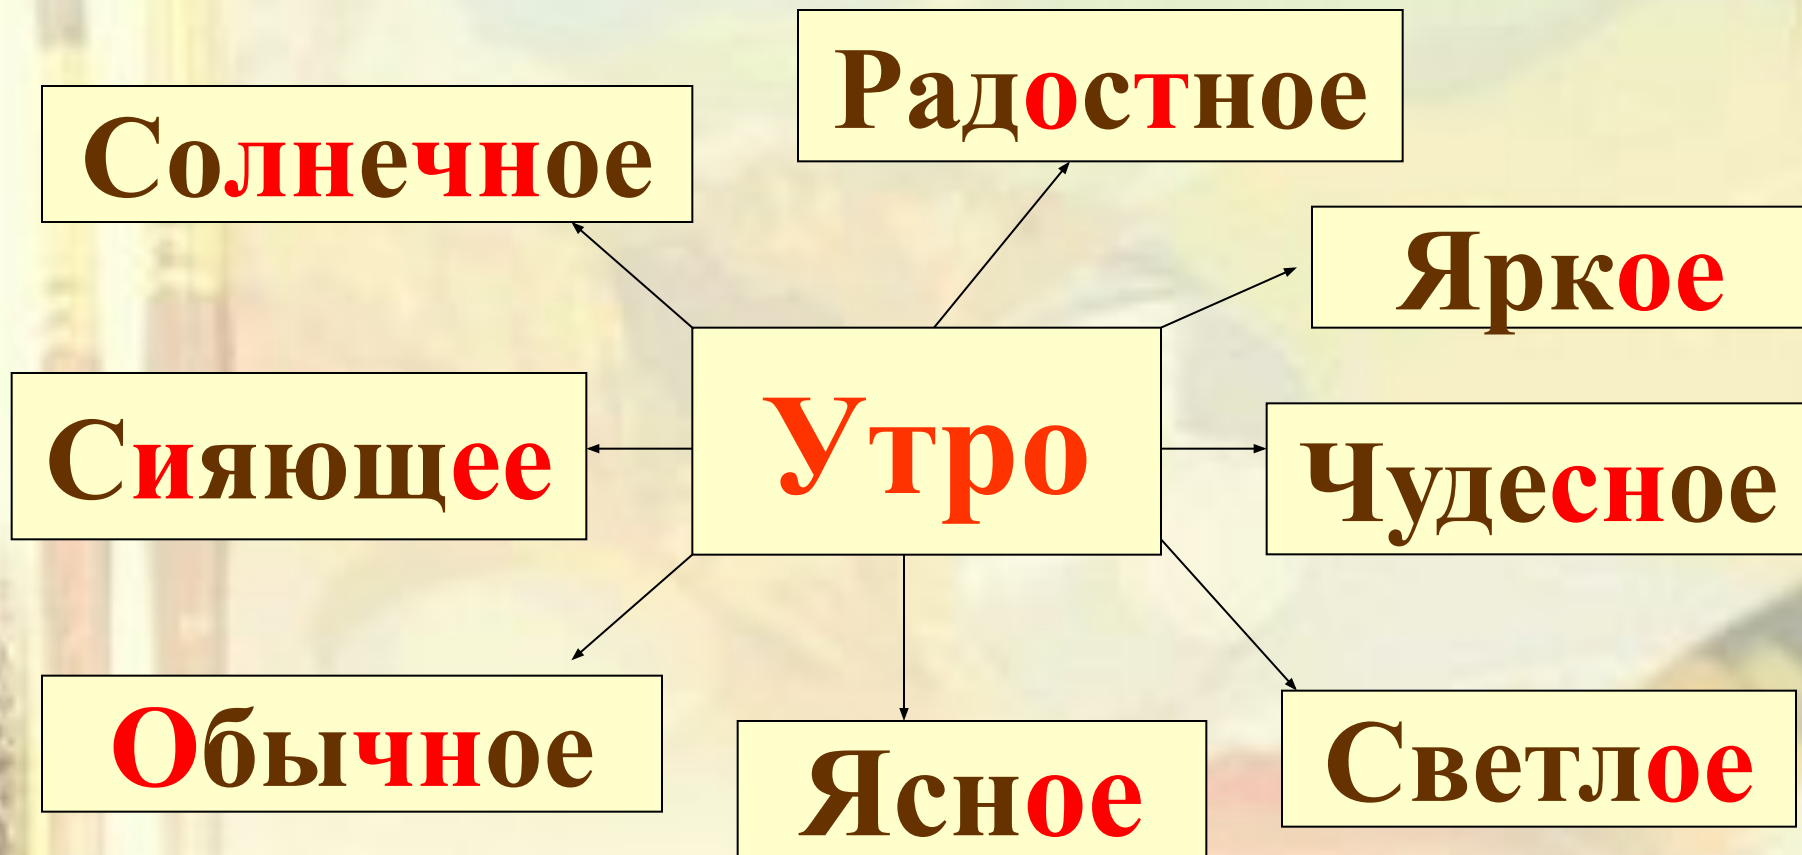 Радостное
Солнечное
Яркое
Утро
Сияющее
Чудесное
Обычное
Ясное
Светлое